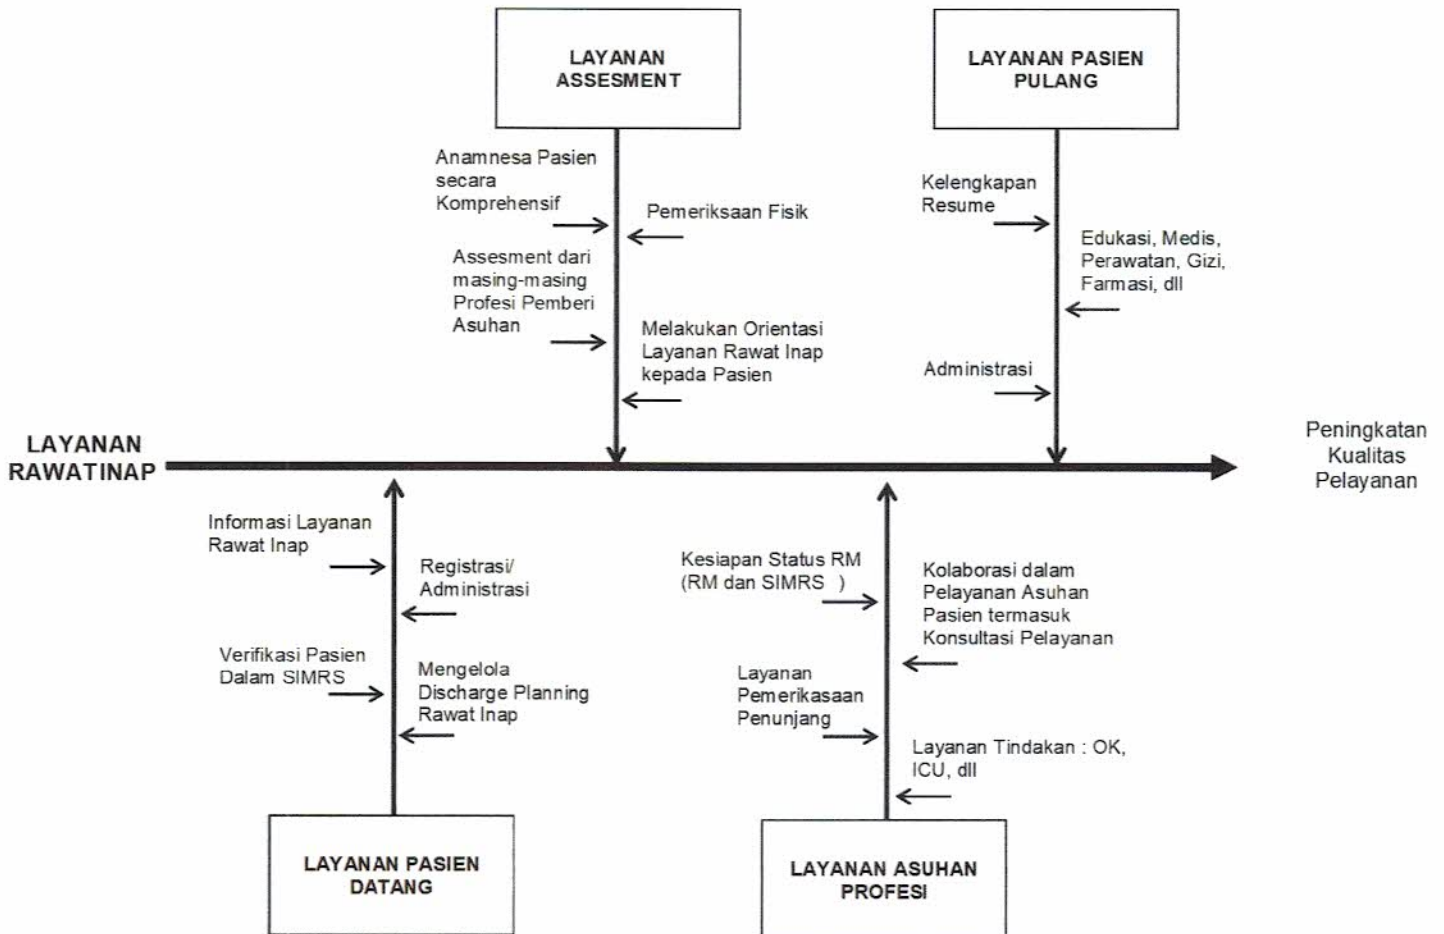 LAYANAN
ASSESMENT
LAYANAN PASIEN
PULANG
Anamnesa Pasien
secara
Komprehensif
Pemeriksaan Fisik
Assesment dari
masing-masing
Profesi Pemberi
Asuhan
Melakukan Orientasi
Layanan Rawat Inap
kepada Pasien
Kelengkapan
Resume
Edukasi, Medis,
Perawatan, Gizi,
Farmasi, dll
Administrasi
LAYANAN
RAWATINAP
Peningkatan
Kualitas
Pelayanan
Informasi Layanan
Rawat Inap
Registrasi/
Administrasi
Verifikasi Pasien
Dalam SIMRS
Mengelola
Discharge Planning
Rawat Inap
Kesiapan Status RM
(RM dan SIMRS )
Kolaborasi dalam
Pelayanan Asuhan
Pasien termasuk
Konsultasi Pelayanan
Layanan
Pemerikasaan
Penunjang
Layanan Tindakan : OK,
ICU, dll
LAYANAN PASIEN
DATANG
LAYANAN ASUHAN
PROFESI